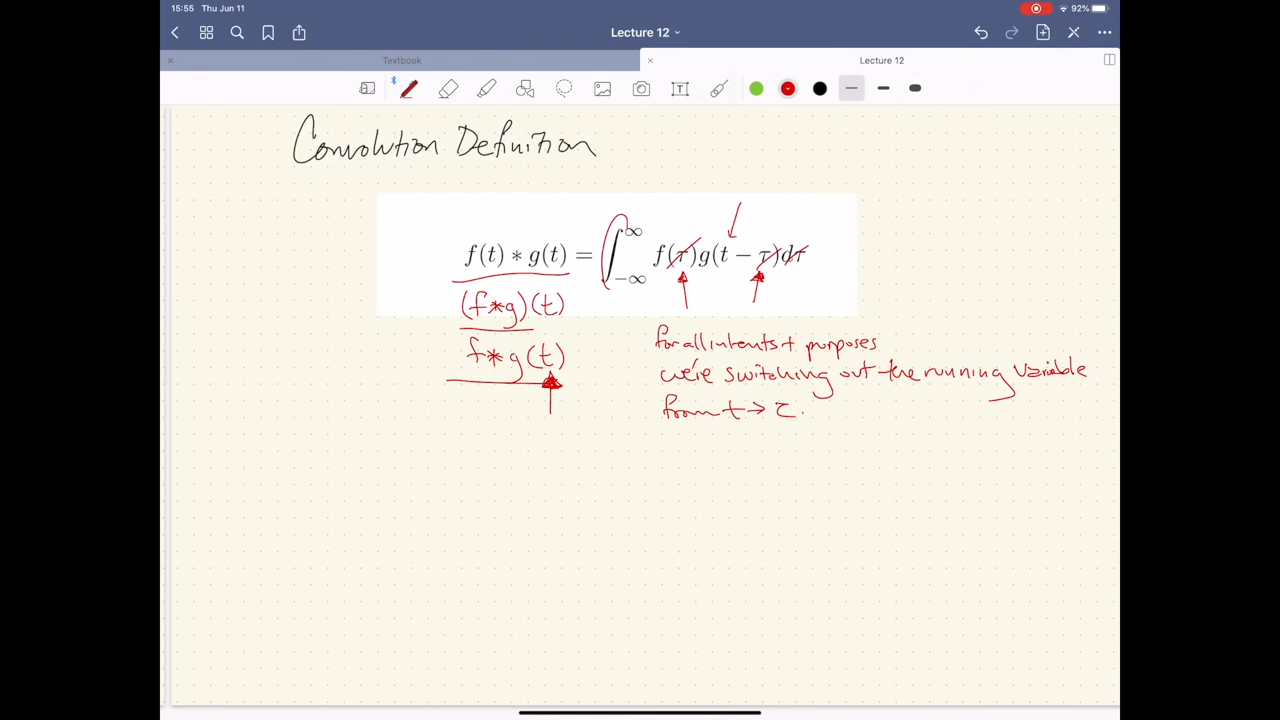 15:55 Thu Jun 11
92%
Lecture 12
Textbook
Lecture 12
T
Convolution Definition
f(t) ∗ g(t) = ∫_{−∞}^{∞} f(τ)g(t − τ)dτ
(f*g)(t)
f*g(t)
for all intents + purposes
we're switching out the running variable
from t → τ.